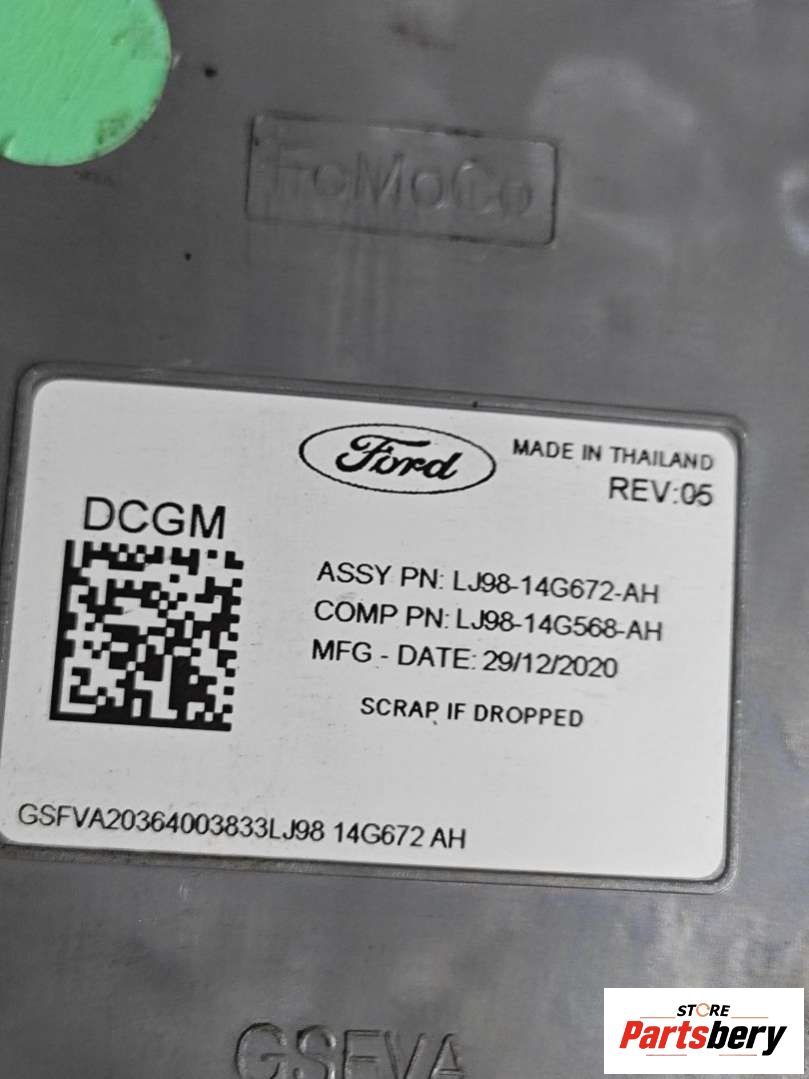 FoMoCo
Ford
MADE IN THAILAND
REV:05
DCGM
ASSY PN: LJ98-14G672-AH
COMP PN: LJ98-14G568-AH
MFG - DATE: 29/12/2020
SCRAP IF DROPPED
GSFVA20364003833LJ98 14G672 AH
GSFVA
STORE
Partsbery